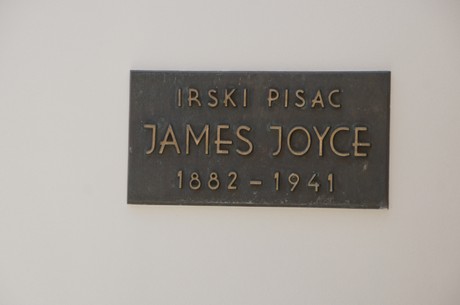 IRSKI PISAC
JAMES JOYCE
1882 – 1941